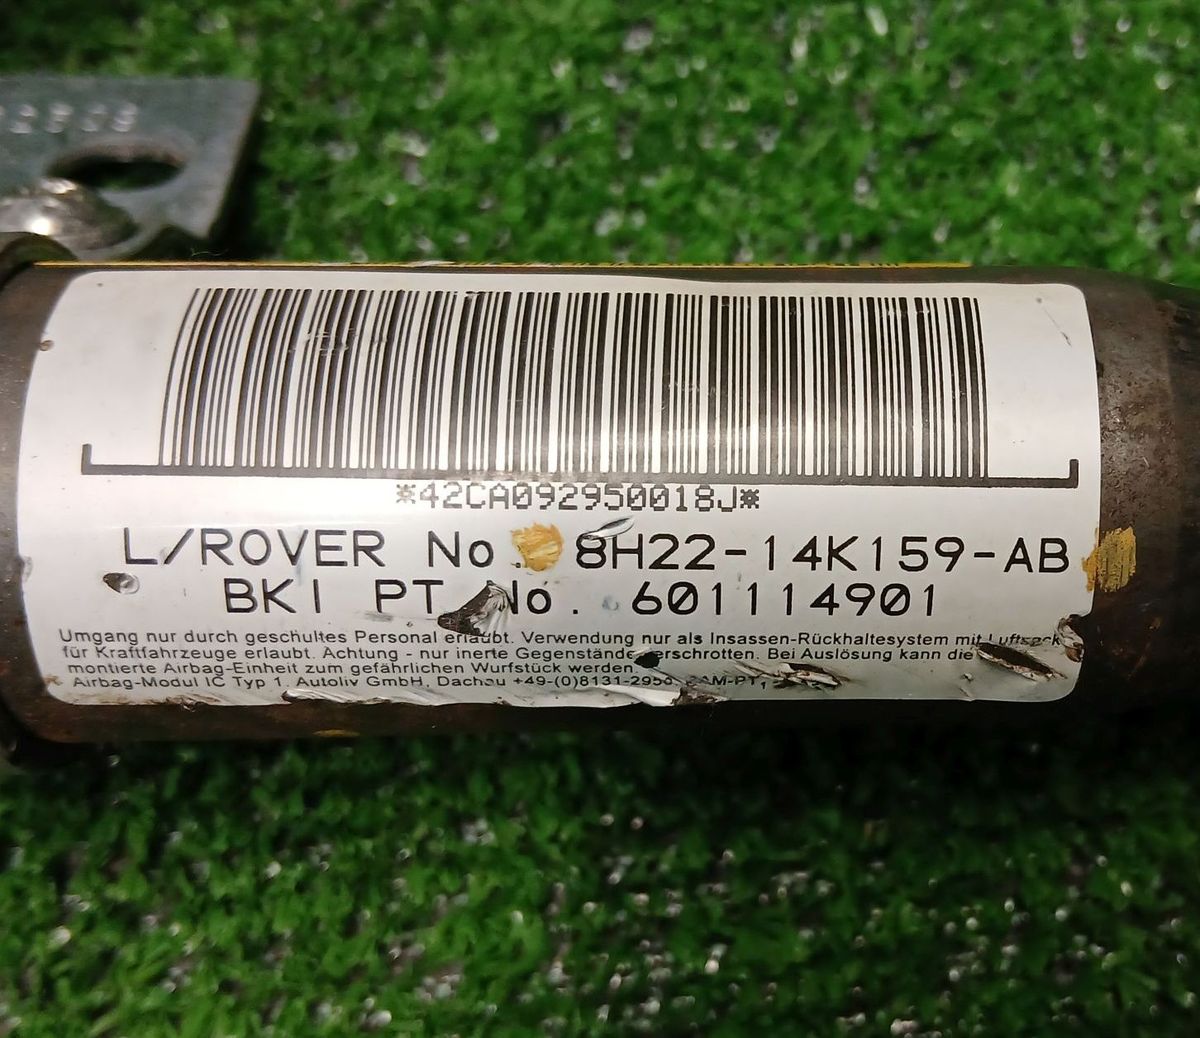 *42CA092950018J*
L/ROVER No. 8H22-14K159-AB
BKI PT No. 601114901
Umgang nur durch geschultes Personal erlaubt. Verwendung nur als Insassen-Rückhaltesystem mit Luftsack
für Kraftfahrzeuge erlaubt. Achtung - nur inerte Gegenstände verschrotten. Bei Auslösung kann die
montierte Airbag-Einheit zum gefährlichen Wurfstück werden.
Airbag-Modul IC Typ 1, Autoliv GmbH, Dachau +49-(0)8131-295